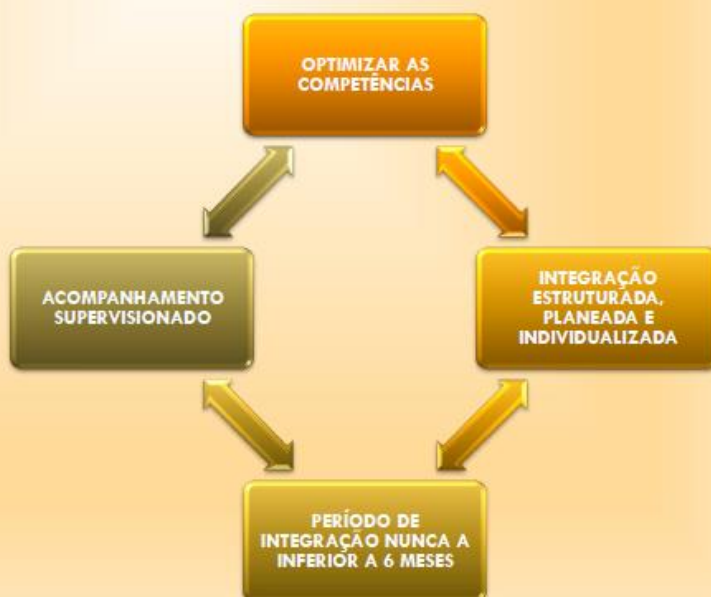 OPTIMIZAR AS
COMPETÊNCIAS
ACOMPANHAMENTO
SUPERVISIONADO
INTEGRAÇÃO
ESTRUTURADA,
PLANEADA E
INDIVIDUALIZADA
PERÍODO DE
INTEGRAÇÃO NUNCA A
INFERIOR A 6 MESES